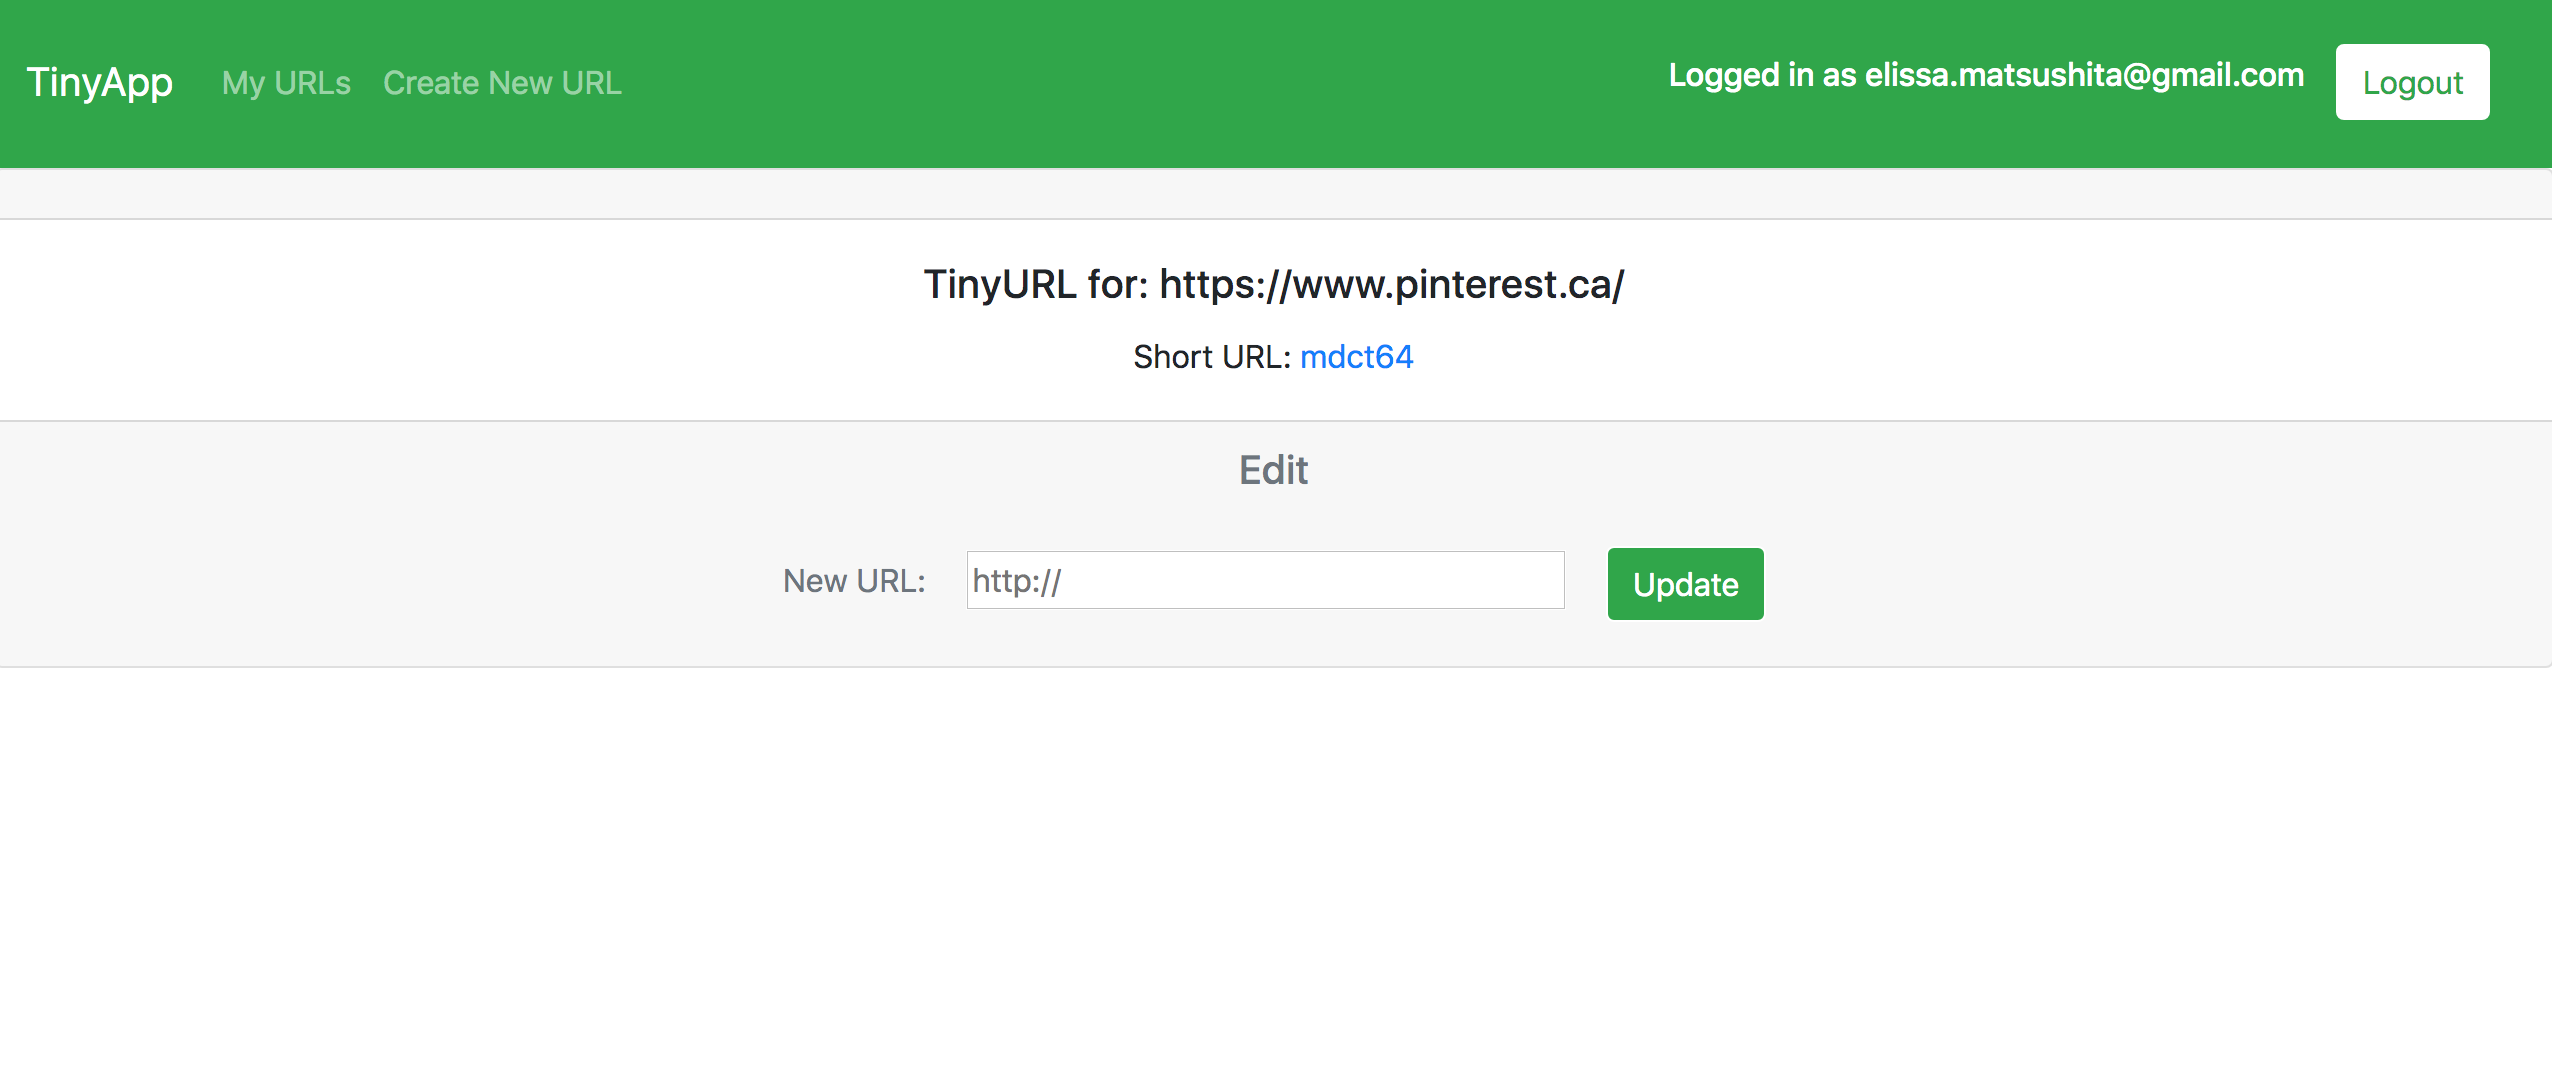 TinyApp My URLs Create New URL Logged in as elissa.matsushita@gmail.com Logout
TinyURL for: https://www.pinterest.ca/
Short URL: mdct64
Edit
New URL: http:// Update